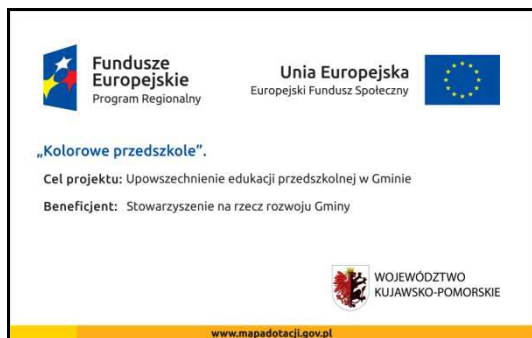 Fundusze
Europejskie
Program Regionalny
Unia Europejska
Europejski Fundusz Społeczny
„Kolorowe przedszkole”.
Cel projektu: Upowszechnienie edukacji przedszkolnej w Gminie
Beneficjent: Stowarzyszenie na rzecz rozwoju Gminy
WOJEWÓDZTWO
KUJAWSKO-POMORSKIE
www.mapadotacji.gov.pl